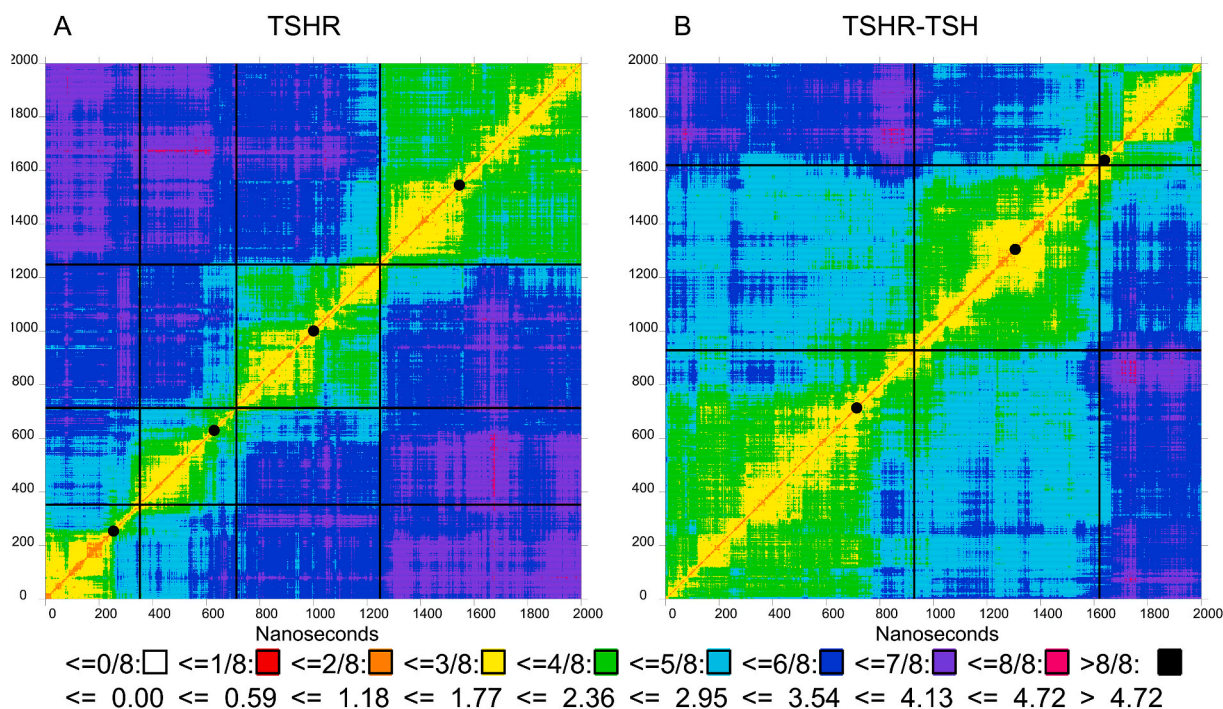 A TSHR B TSHR-TSH
2000 2000
1800 1800
1600 1600
1400 1400
1200 1200
1000 1000
800 800
600 600
400 400
200 200
0 0
0 200 400 600 800 1000 1200 1400 1600 1800 2000 0 200 400 600 800 1000 1200 1400 1600 1800 2000
Nanoseconds Nanoseconds
<=0/8: <=1/8: <=2/8: <=3/8: <=4/8: <=5/8: <=6/8: <=7/8: <=8/8: >8/8:
<= 0.00 <= 0.59 <= 1.18 <= 1.77 <= 2.36 <= 2.95 <= 3.54 <= 4.13 <= 4.72 > 4.72